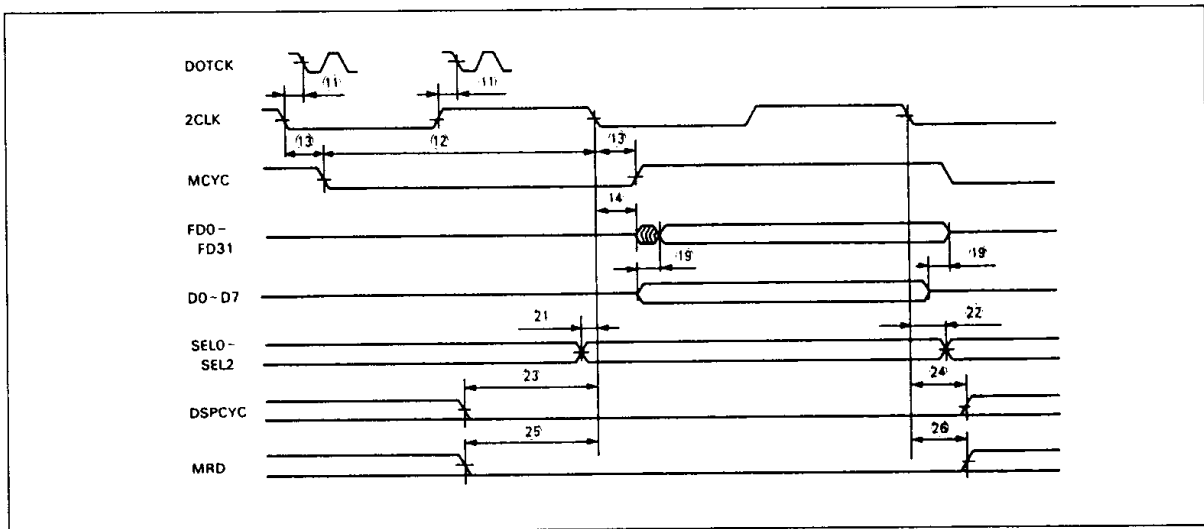 DOTCK
(11) (11)
2CLK
(13) (12) (13)
MCYC
14
FD0-
FD31
(19) (19)
D0~D7
21 22
SEL0-
SEL2
23 24
DSPCYC
25 26
MRD